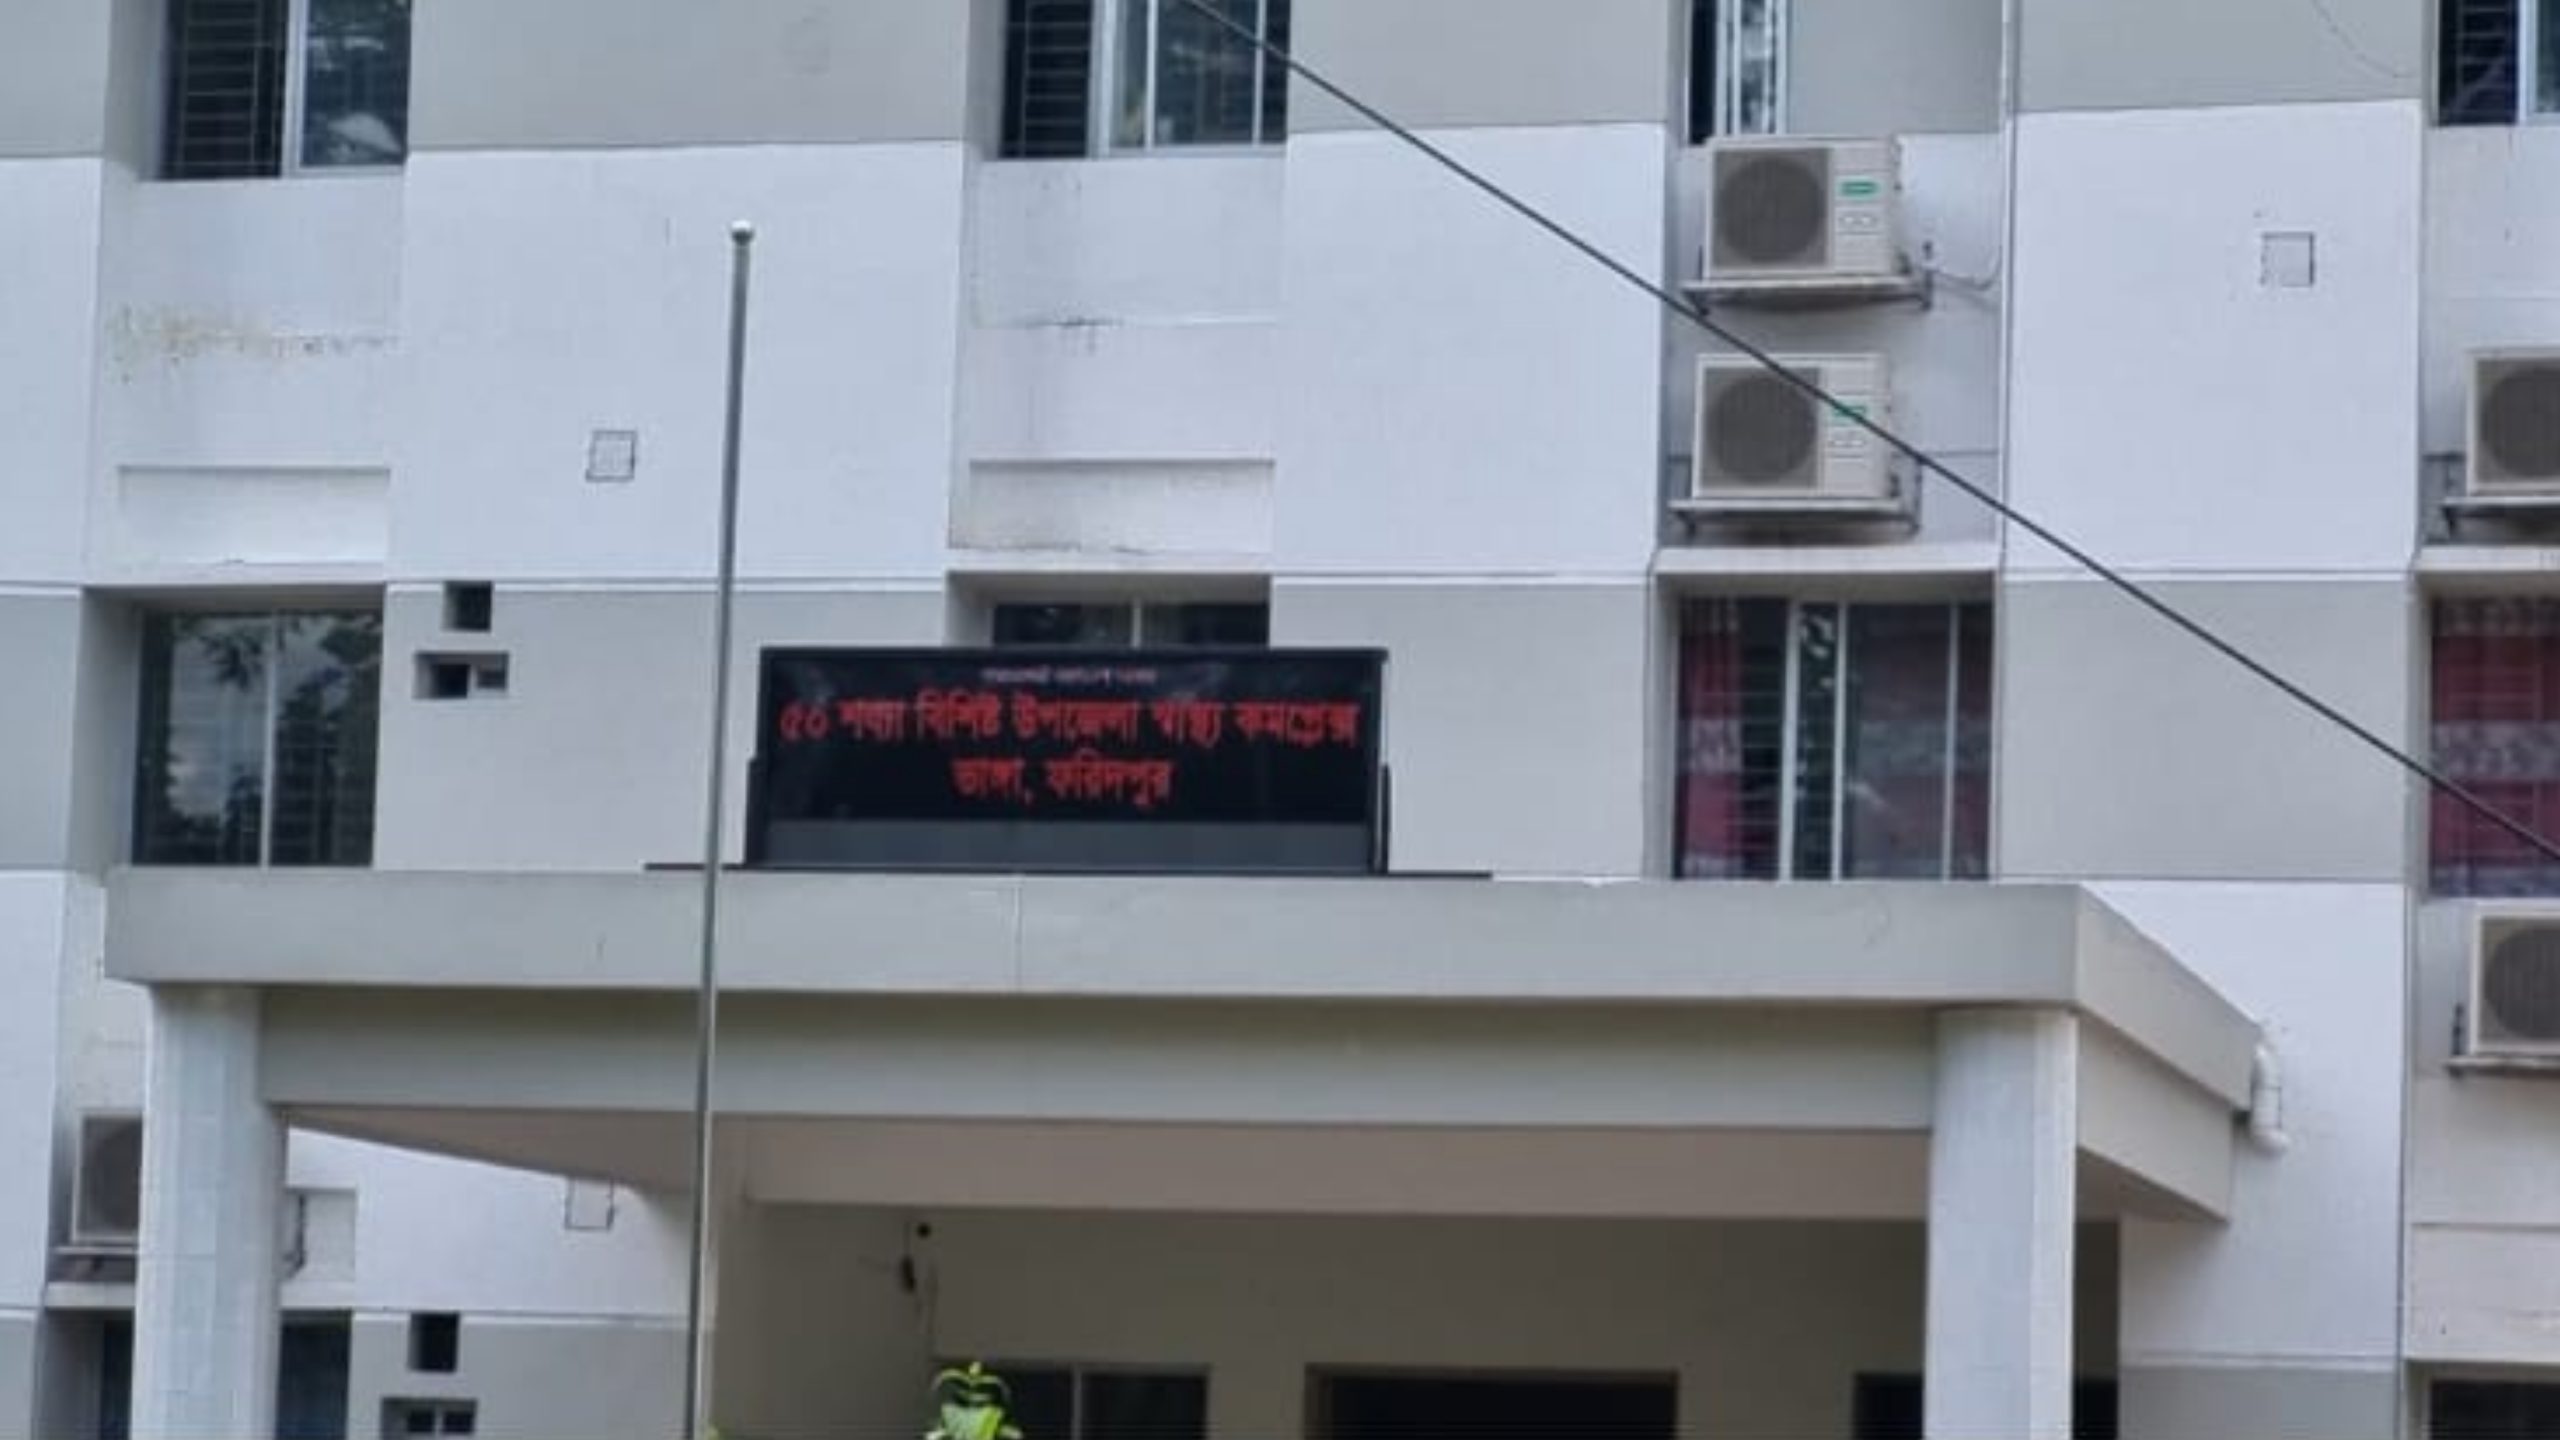 ৫০ শয্যা বিশিষ্ট উপজেলা স্বাস্থ্য কমপ্লেক্স
ভাঙ্গা, ফরিদপুর